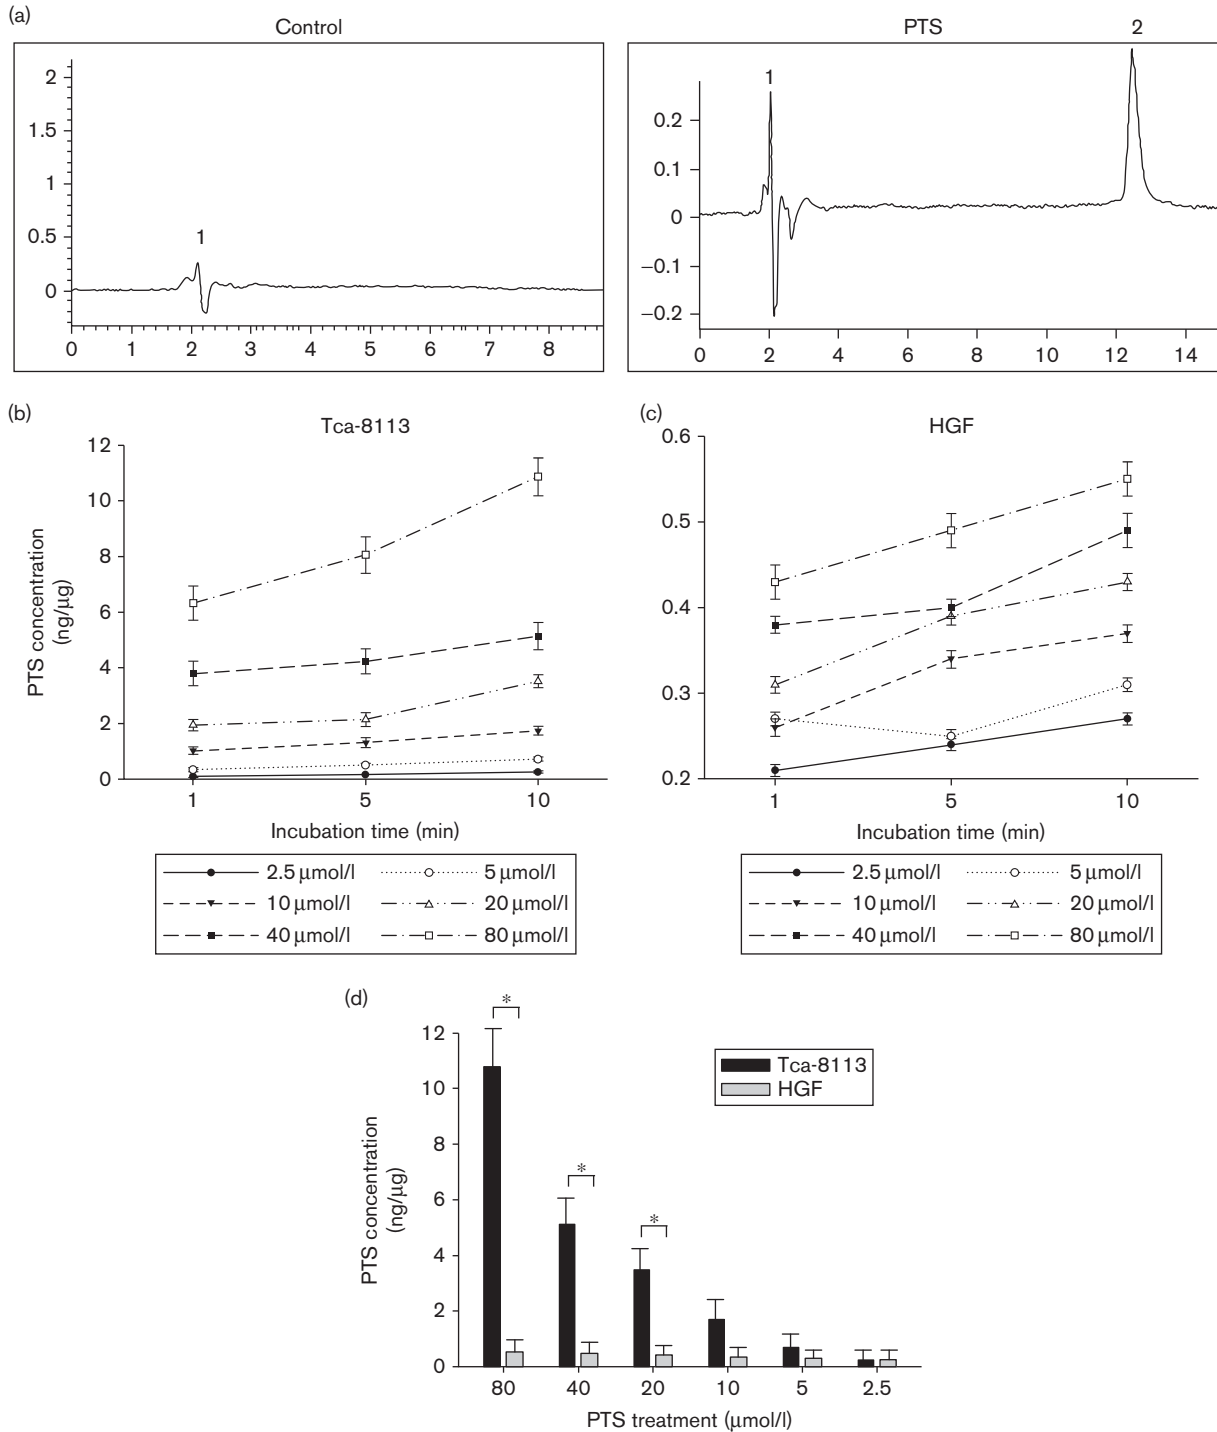 (a)
Control
2
1.5
1
0.5
0
1
0 1 2 3 4 5 6 7 8
PTS
2
1
0.2
0.1
0
−0.1
−0.2
0 2 4 6 8 10 12 14
(b)
Tca-8113
12
10
8
6
4
2
0
PTS concentration
(ng/μg)
1 5 10
Incubation time (min)
2.5 μmol/l 5 μmol/l
10 μmol/l 20 μmol/l
40 μmol/l 80 μmol/l
(c)
HGF
0.6
0.5
0.4
0.3
0.2
1 5 10
Incubation time (min)
2.5 μmol/l 5 μmol/l
10 μmol/l 20 μmol/l
40 μmol/l 80 μmol/l
(d)
12
10
8
6
4
2
0
PTS concentration
(ng/μg)
*
*
*
Tca-8113
HGF
80 40 20 10 5 2.5
PTS treatment (μmol/l)